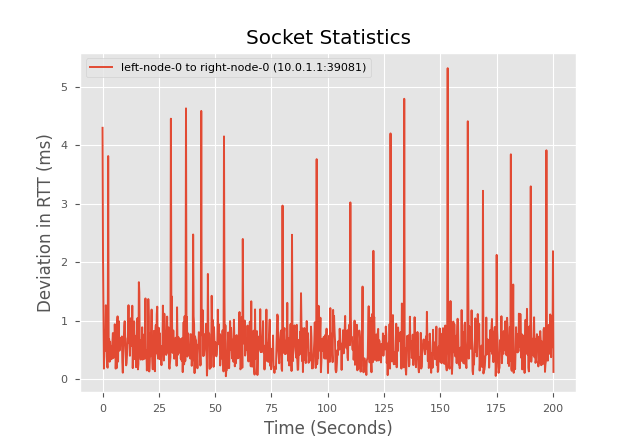 Socket Statistics
left-node-0 to right-node-0 (10.0.1.1:39081)
Deviation in RTT (ms)
5
4
3
2
1
0
0 25 50 75 100 125 150 175 200
Time (Seconds)